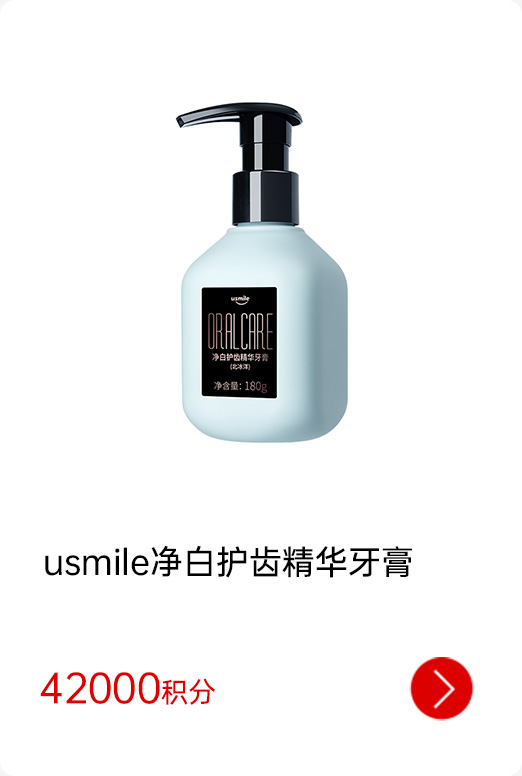 usmile
ORALCARE
净白护齿精华牙膏
(北冰洋)
净含量：180g
usmile净白护齿精华牙膏
42000积分